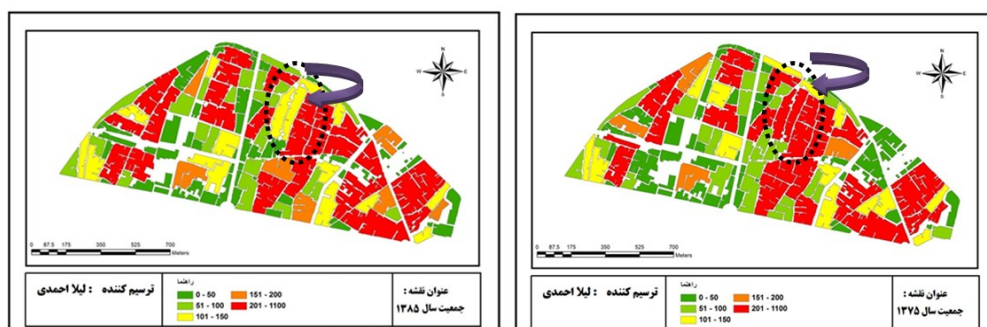 N
W E
S
0 87.5 175 350 525 700
Meters
راهنما
0 - 50
51 - 100
101 - 150
151 - 200
201 - 1100
ترسیم کننده : لیلا احمدی
عنوان نقشه :
جمعیت سال ۱۳۸۵
N
W E
S
0 87.5 175 350 525 700
Meters
راهنما
0 - 50
51 - 100
101 - 150
151 - 200
201 - 1100
ترسیم کننده : لیلا احمدی
عنوان نقشه :
جمعیت سال ۱۳۷۵